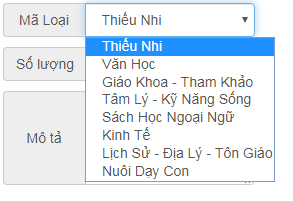 Mã Loại Thiếu Nhi
Thiếu Nhi
Số lượng Văn Học
Giáo Khoa - Tham Khảo
Tâm Lý - Kỹ Năng Sống
Sách Học Ngoại Ngữ
Mô tả Kinh Tế
Lịch Sử - Địa Lý - Tôn Giáo
Nuôi Dạy Con